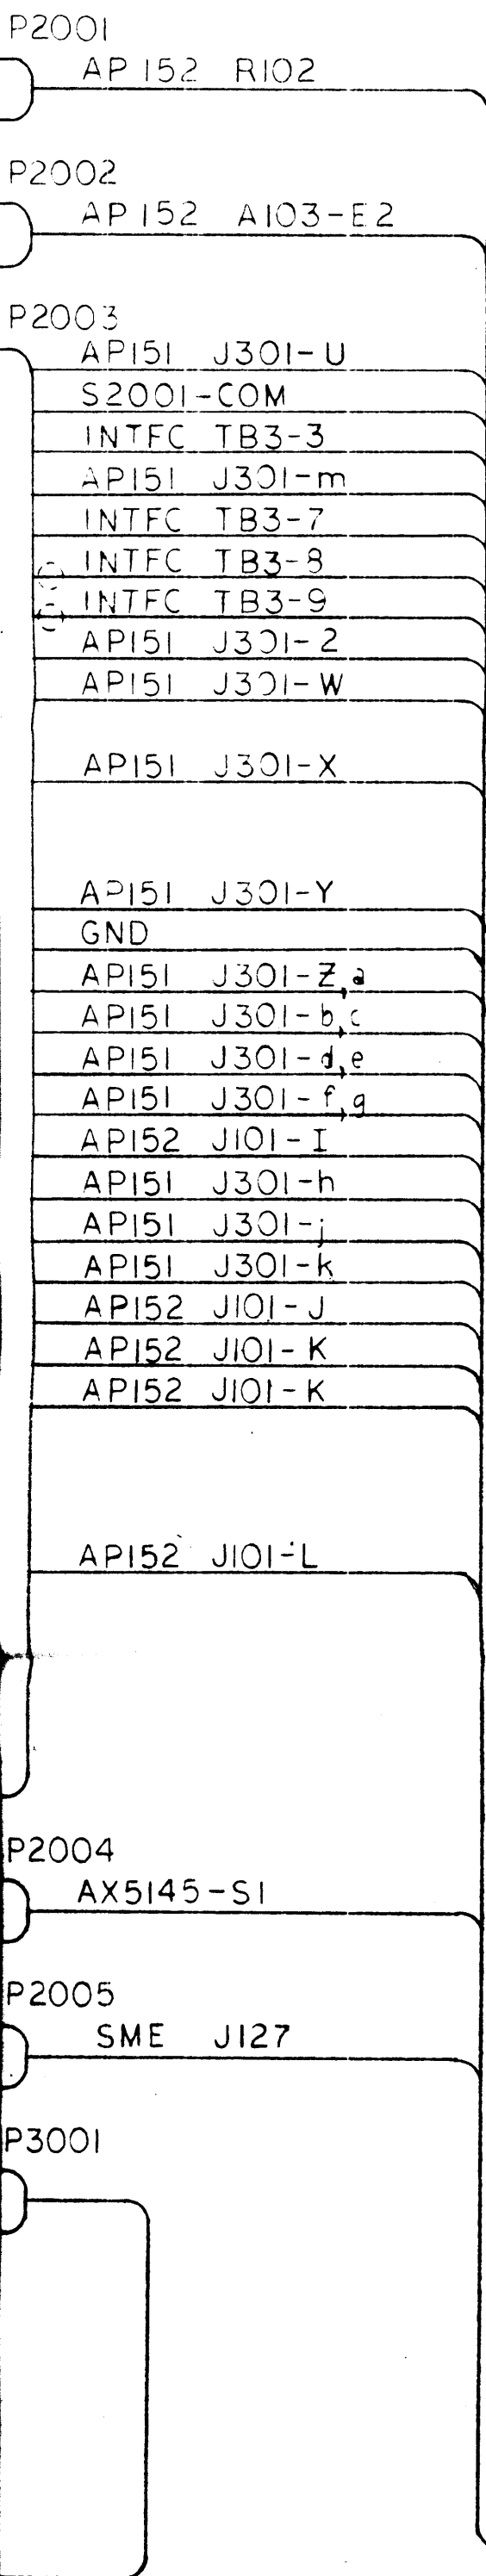 P2001
AP152 R102
P2002
AP152 A103-E2
P2003
AP151 J301-U
S2001-COM
INTFC TB3-3
AP151 J301-m
INTFC TB3-7
INTFC TB3-8
INTFC TB3-9
AP151 J301-2
AP151 J301-W
AP151 J301-X
AP151 J301-Y
GND
AP151 J301-Z,a
AP151 J301-b,c
AP151 J301-d,e
AP151 J301-f,g
AP152 J101-I
AP151 J301-h
AP151 J301-j
AP151 J301-k
AP152 J101-J
AP152 J101-K
AP152 J101-K
AP152 J101-L
P2004
AX5145-S1
P2005
SME J127
P3001